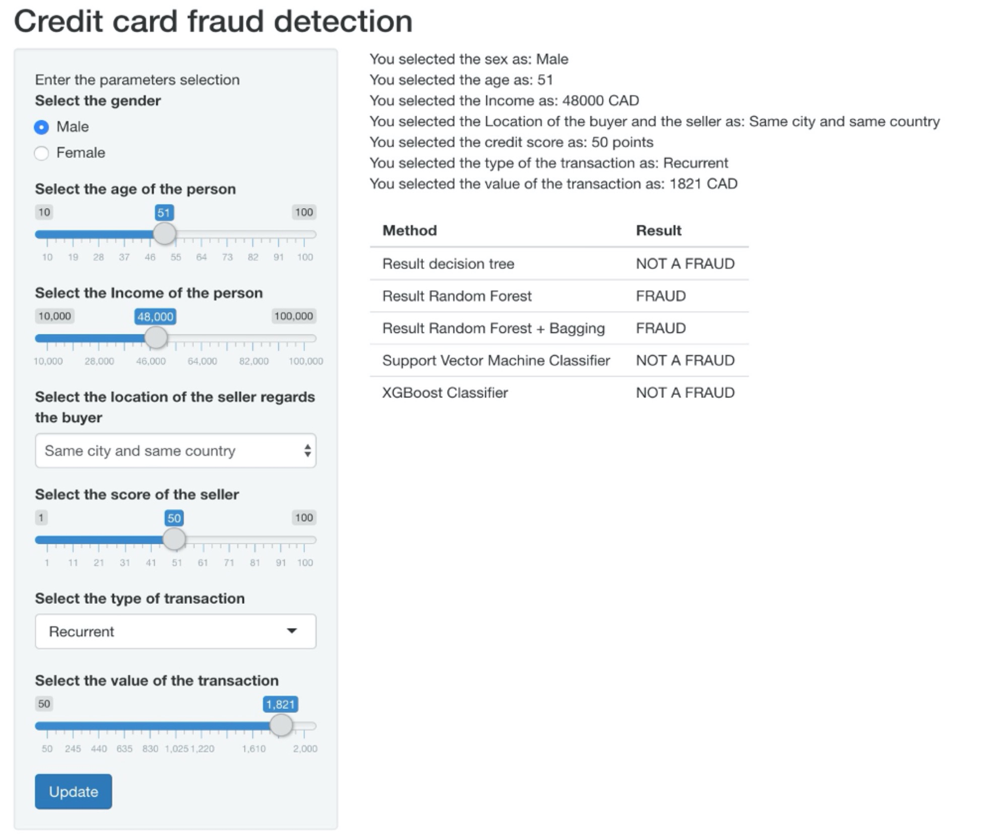 Credit card fraud detection
Enter the parameters selection
Select the gender
Male
Female
Select the age of the person
10 51 100
10 19 28 37 46 55 64 73 82 91 100
Select the Income of the person
10,000 48,000 100,000
10,000 28,000 46,000 64,000 82,000 100,000
Select the location of the seller regards
the buyer
Same city and same country
Select the score of the seller
1 50 100
1 11 21 31 41 51 61 71 81 91 100
Select the type of transaction
Recurrent
Select the value of the transaction
50 1,821
50 245 440 635 830 1,025 1,220 1,610 2,000
Update
You selected the sex as: Male
You selected the age as: 51
You selected the Income as: 48000 CAD
You selected the Location of the buyer and the seller as: Same city and same country
You selected the credit score as: 50 points
You selected the type of the transaction as: Recurrent
You selected the value of the transaction as: 1821 CAD
Method Result
Result decision tree NOT A FRAUD
Result Random Forest FRAUD
Result Random Forest + Bagging FRAUD
Support Vector Machine Classifier NOT A FRAUD
XGBoost Classifier NOT A FRAUD